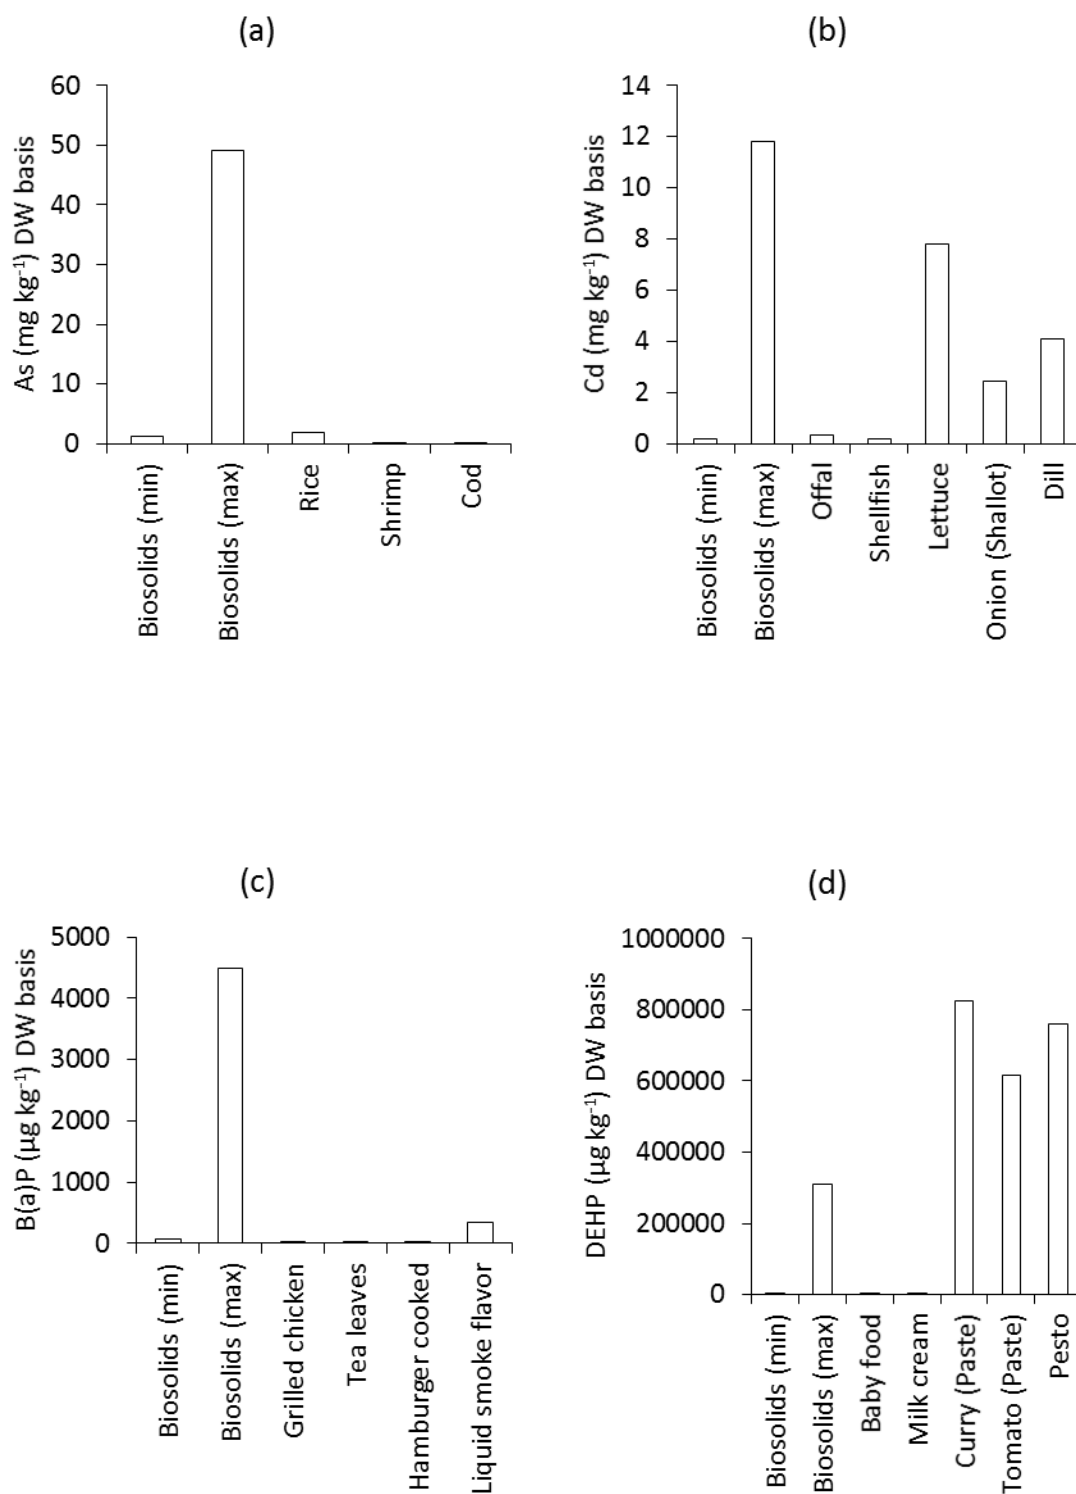 (a)
As (mg kg⁻¹) DW basis
60
50
40
30
20
10
0
Biosolids (min)
Biosolids (max)
Rice
Shrimp
Cod
(b)
Cd (mg kg⁻¹) DW basis
14
12
10
8
6
4
2
0
Biosolids (min)
Biosolids (max)
Offal
Shellfish
Lettuce
Onion (Shallot)
Dill
(c)
B(a)P (µg kg⁻¹) DW basis
5000
4000
3000
2000
1000
0
Biosolids (min)
Biosolids (max)
Grilled chicken
Tea leaves
Hamburger cooked
Liquid smoke flavor
(d)
DEHP (µg kg⁻¹) DW basis
1000000
800000
600000
400000
200000
0
Biosolids (min)
Biosolids (max)
Baby food
Milk cream
Curry (Paste)
Tomato (Paste)
Pesto